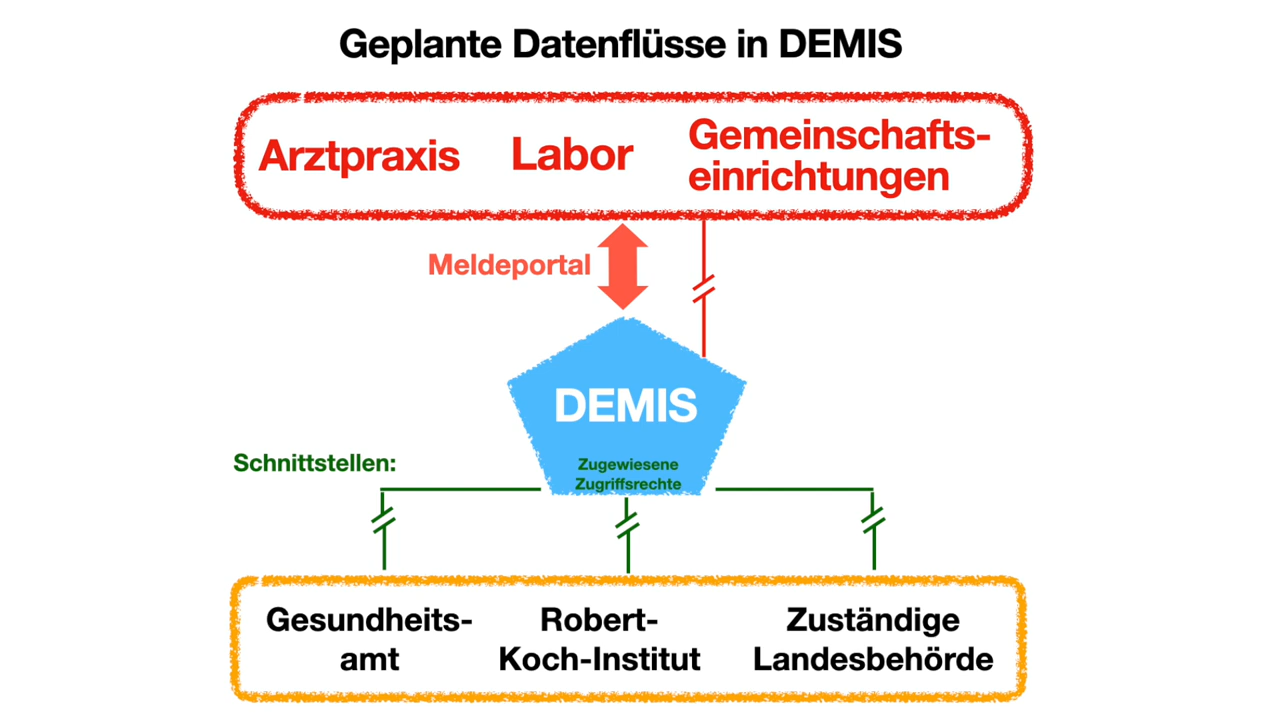 Geplante Datenflüsse in DEMIS
Arztpraxis
Labor
Gemeinschafts-
einrichtungen
Meldeportal
DEMIS
Schnittstellen:
Zugewiesene
Zugriffsrechte
Gesundheits-
amt
Robert-
Koch-Institut
Zuständige
Landesbehörde